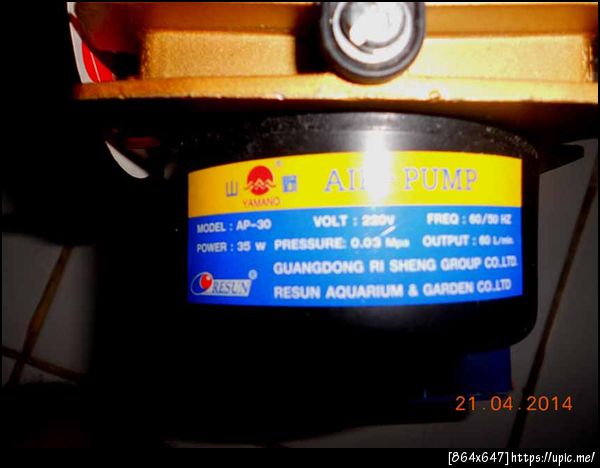 山野®
YAMANO
AIR PUMP
MODEL : AP-30 VOLT : 220V FREQ : 60/50 HZ
POWER : 35 W PRESSURE: 0.03 Mpa OUTPUT : 60 L/min.
GUANGDONG RI SHENG GROUP CO.LTD.
RESUN® RESUN AQUARIUM & GARDEN CO.LTD
21.04.2014
[864x647]https://upic.me/